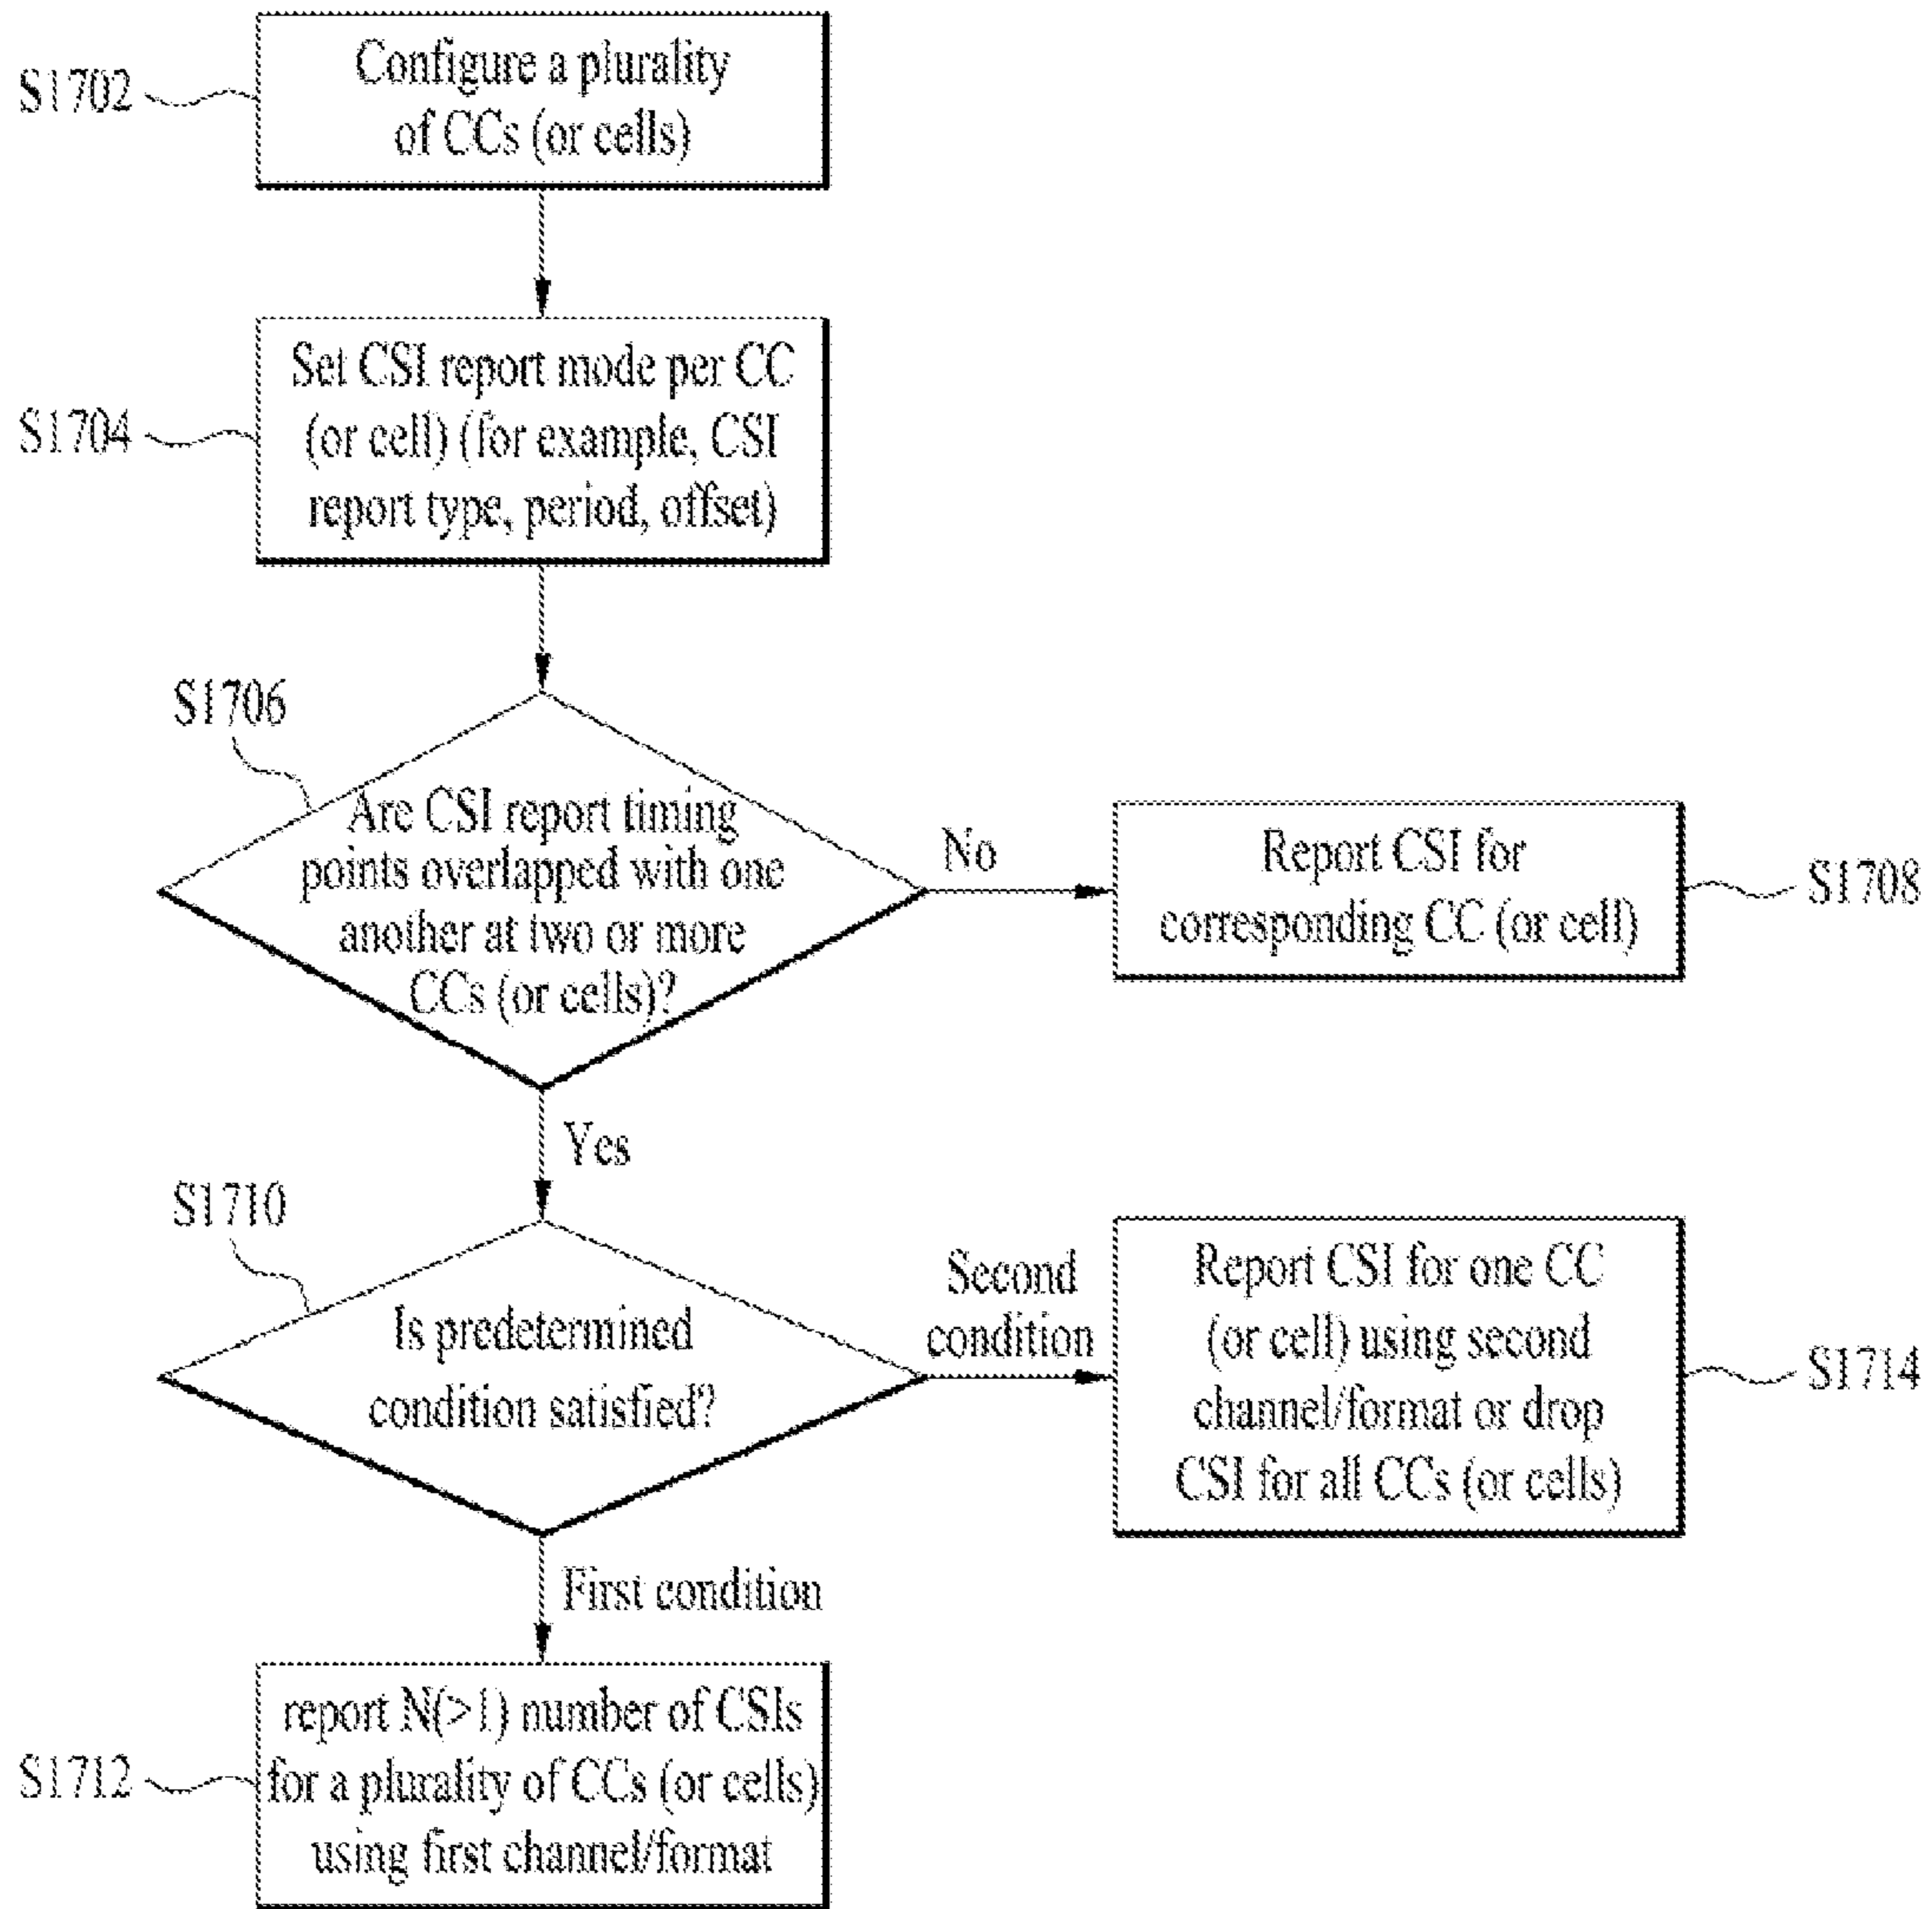 S1702
Configure a plurality
of CCs (or cells)
S1704
Set CSI report mode per CC
(or cell) (for example, CSI
report type, period, offset)
S1706
Are CSI report timing
points overlapped with one
another at two or more
CCs (or cells)?
No
Report CSI for
corresponding CC (or cell)
S1708
Yes
S1710
Is predetermined
condition satisfied?
Second
condition
Report CSI for one CC
(or cell) using second
channel/format or drop
CSI for all CCs (or cells)
S1714
First condition
S1712
report N(>1) number of CSIs
for a plurality of CCs (or cells)
using first channel/format